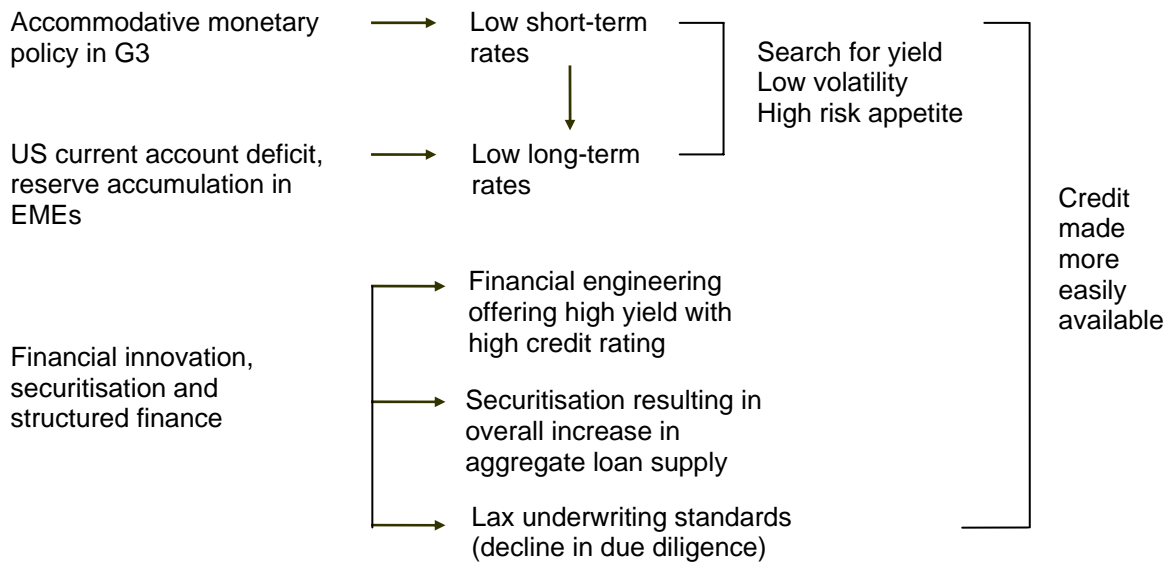 Accommodative monetary
policy in G3
Low short-term
rates
Search for yield
Low volatility
High risk appetite
US current account deficit,
reserve accumulation in
EMEs
Low long-term
rates
Credit
made
more
easily
available
Financial innovation,
securitisation and
structured finance
Financial engineering
offering high yield with
high credit rating
Securitisation resulting in
overall increase in
aggregate loan supply
Lax underwriting standards
(decline in due diligence)